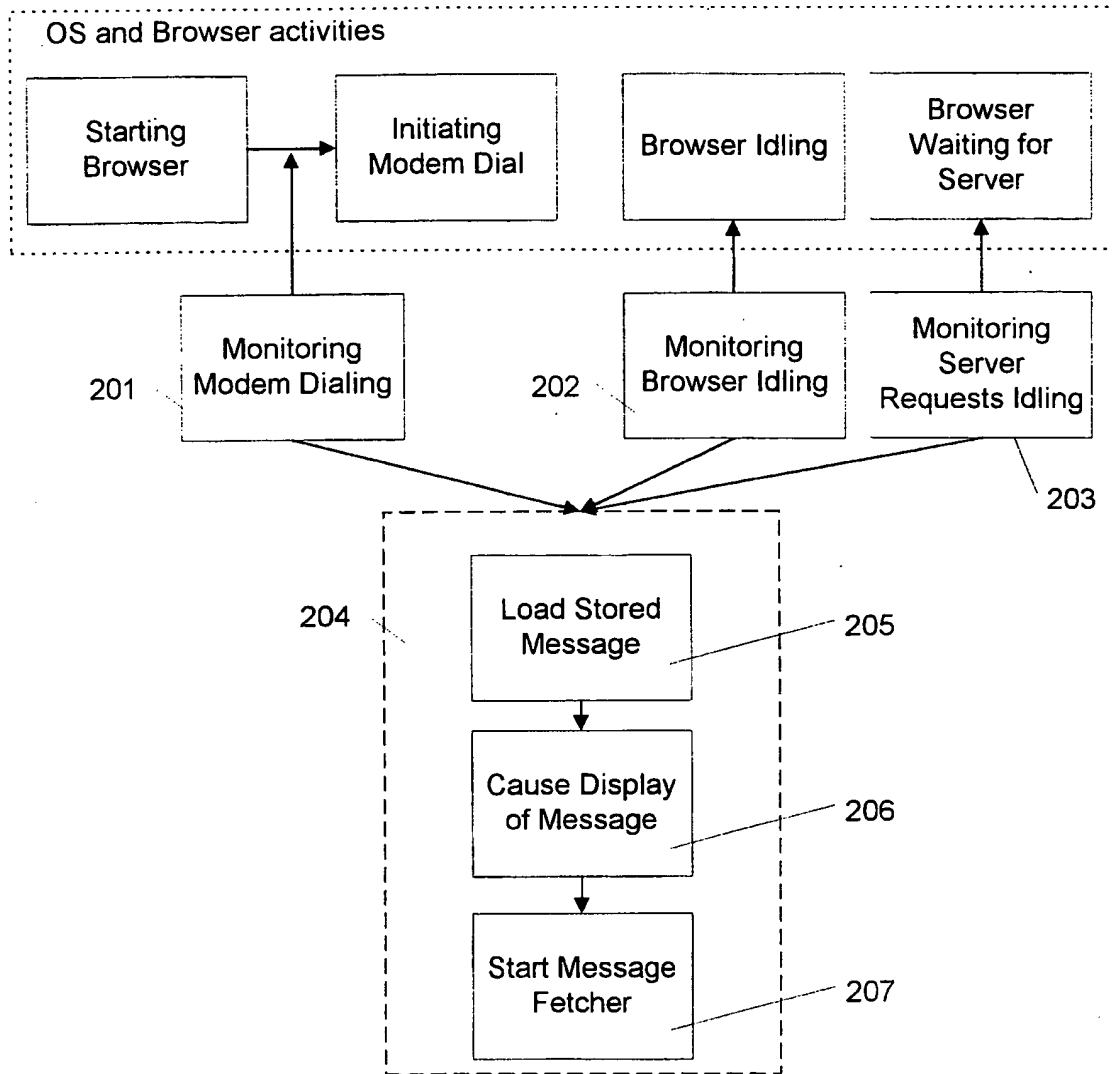 OS and Browser activities
Starting
Browser
Initiating
Modem Dial
Browser Idling
Browser
Waiting for
Server
Monitoring
Modem Dialing
201
Monitoring
Browser Idling
202
Monitoring
Server
Requests Idling
203
204
Load Stored
Message
205
Cause Display
of Message
206
Start Message
Fetcher
207